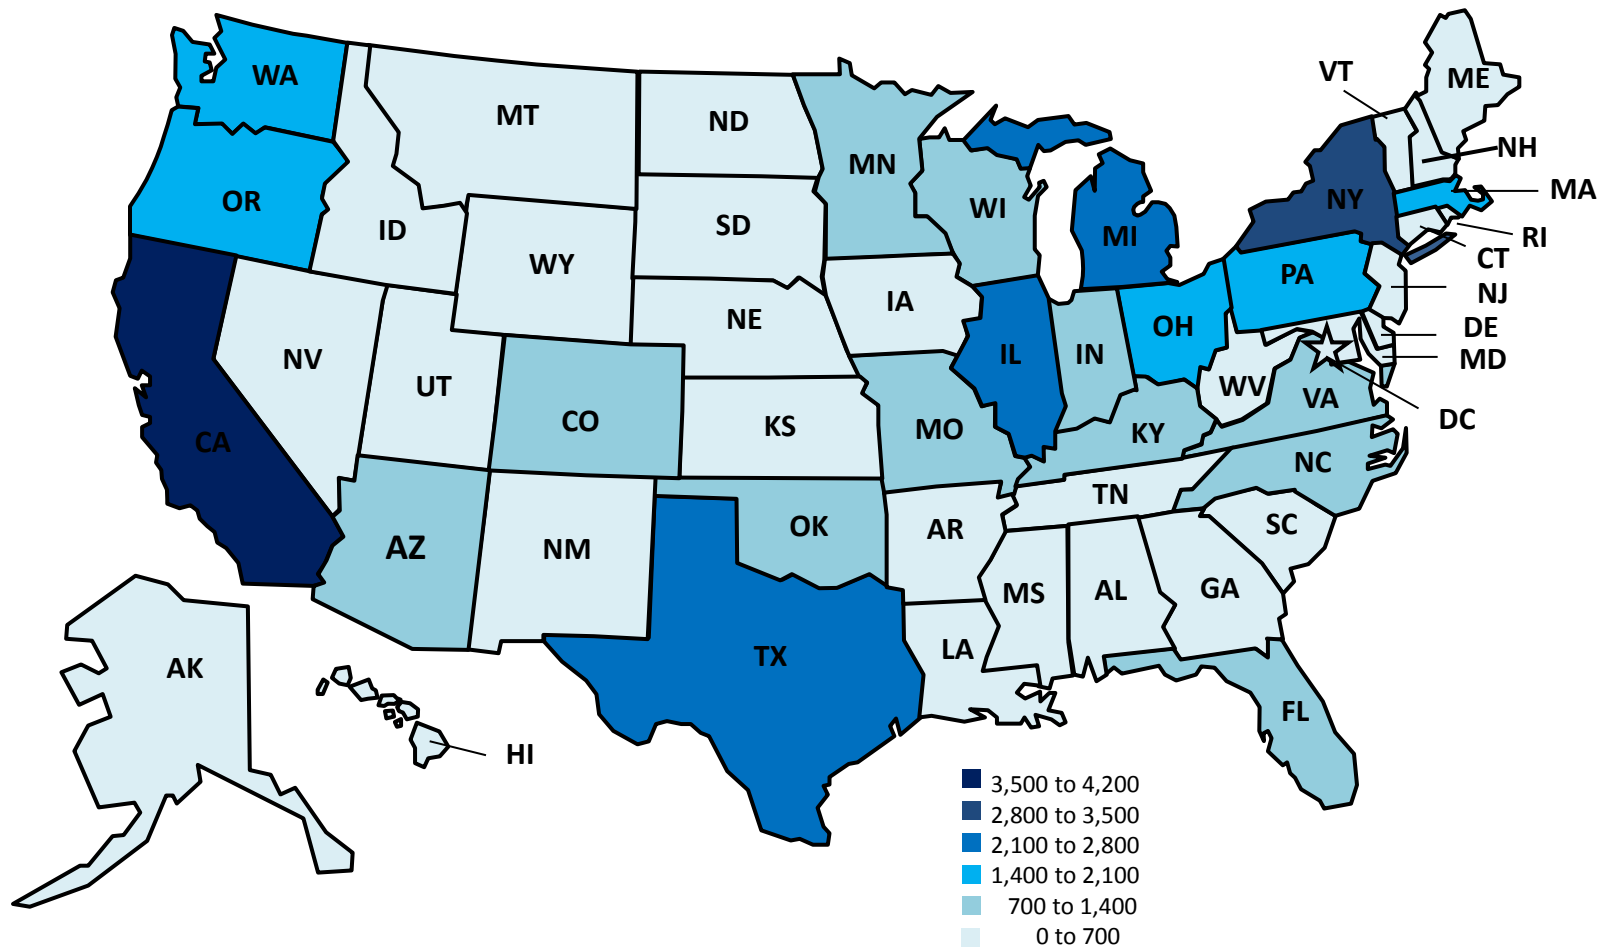 VT
ME
WA
MT
ND
MN
NH
MA
OR
ID
SD
WI
NY
MI
RI
WY
CT
PA
NJ
IA
NE
OH
DE
NV
UT
IL
IN
MD
WV
CO
KS
MO
KY
VA
DC
CA
NC
TN
AZ
NM
OK
AR
SC
MS
AL
GA
LA
AK
TX
FL
HI
3,500 to 4,200
2,800 to 3,500
2,100 to 2,800
1,400 to 2,100
700 to 1,400
0 to 700